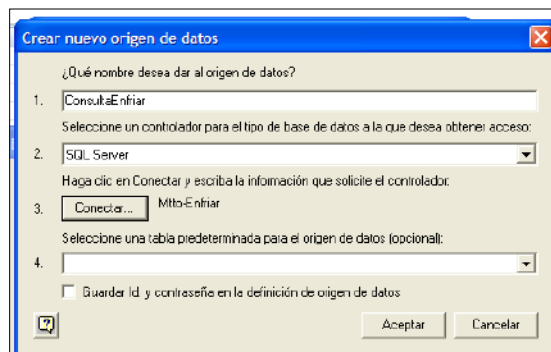 Crear nuevo origen de datos
¿Qué nombre desea dar al origen de datos?
1. ConsultaEnfriar
Seleccione un controlador para el tipo de base de datos a la que desea obtener acceso:
2. SQL Server
Haga clic en Conectar y escriba la información que solicite el controlador:
3. Conectar... Mtto-Enfriar
Seleccione una tabla predeterminada para el origen de datos (opcional):
4.
Guardar Id. y contraseña en la definición de origen de datos
Aceptar Cancelar